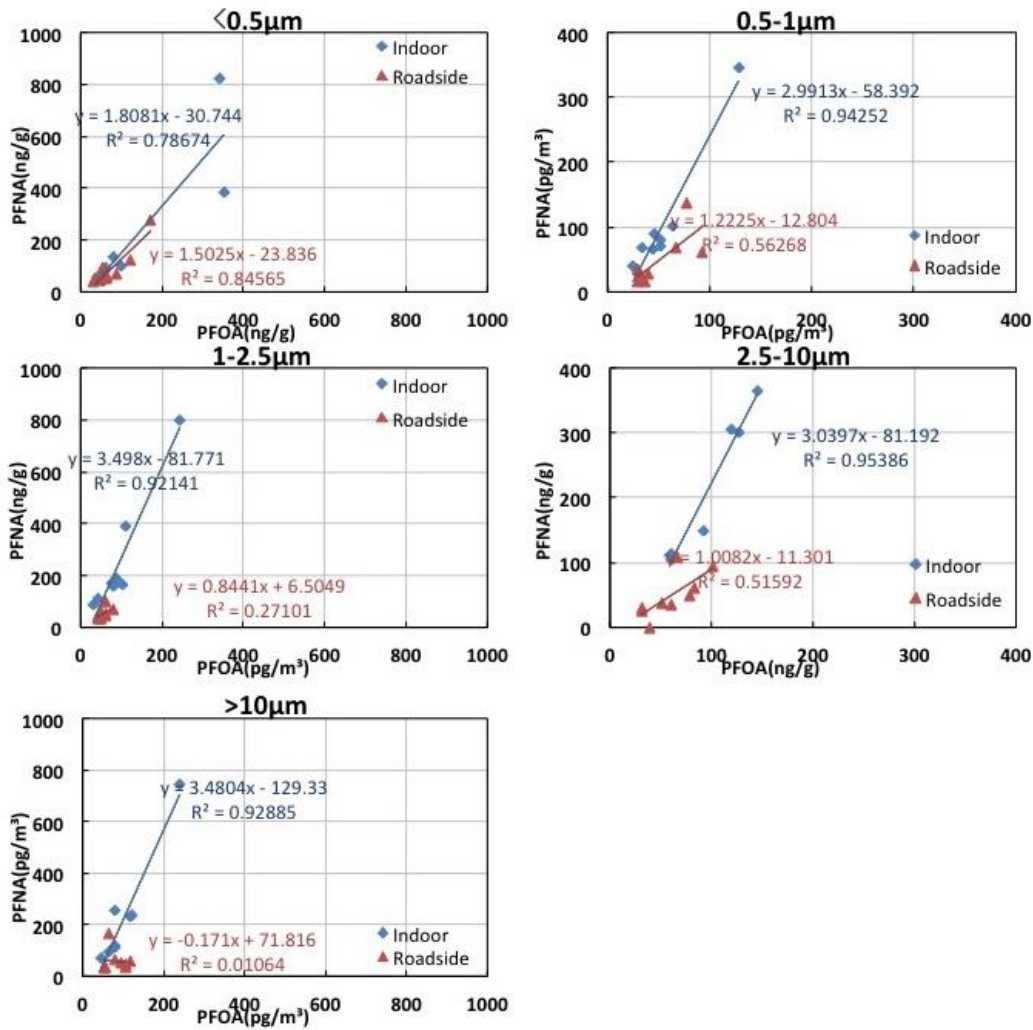 <0.5μm
1000
800
600
400
200
0
PFNA(ng/g)
Indoor
Roadside
y = 1.8081x - 30.744
R² = 0.78674
y = 1.5025x - 23.836
R² = 0.84565
0 200 400 600 800 1000
PFOA(ng/g)
0.5-1μm
400
300
200
100
0
PFNA(pg/m³)
y = 2.9913x - 58.392
R² = 0.94252
y = 1.2225x - 12.804
R² = 0.56268
Indoor
Roadside
0 100 200 300 400
PFOA(pg/m³)
1-2.5μm
1000
800
600
400
200
0
PFNA(ng/g)
Indoor
Roadside
y = 3.498x - 81.771
R² = 0.92141
y = 0.8441x + 6.5049
R² = 0.27101
0 200 400 600 800 1000
PFOA(pg/m³)
2.5-10μm
400
300
200
100
0
PFNA(ng/g)
y = 3.0397x - 81.192
R² = 0.95386
y = 1.0082x - 11.301
R² = 0.51592
Indoor
Roadside
0 100 200 300 400
PFOA(ng/g)
>10μm
1000
800
600
400
200
0
PFNA(pg/m³)
y = 3.4804x - 129.33
R² = 0.92885
y = -0.171x + 71.816
R² = 0.01064
Indoor
Roadside
0 200 400 600 800 1000
PFOA(pg/m³)